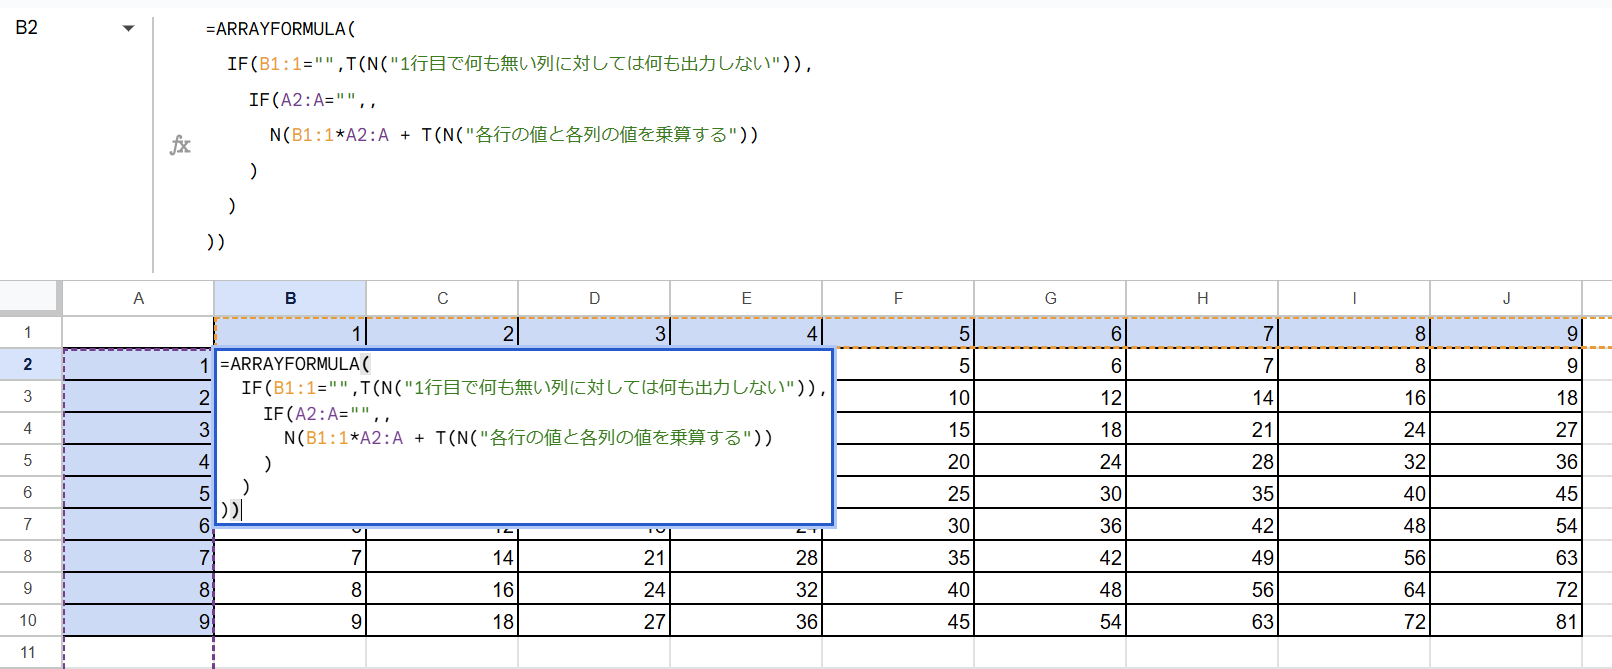 B2
=ARRAYFORMULA(
IF(B1:1="",T(N("1行目で何も無い列に対しては何も出力しない")),
IF(A2:A="",,
N(B1:1*A2:A + T(N("各行の値と各列の値を乗算する"))
)
)
))
fx
A B C D E F G H I J
1 1 2 3 4 5 6 7 8 9
2 1 5 6 7 8 9
=ARRAYFORMULA(
IF(B1:1="",T(N("1行目で何も無い列に対しては何も出力しない")),
IF(A2:A="",,
N(B1:1*A2:A + T(N("各行の値と各列の値を乗算する"))
)
)
))
3 2 10 12 14 16 18
4 3 15 18 21 24 27
5 4 20 24 28 32 36
6 5 25 30 35 40 45
7 6 30 36 42 48 54
8 7 7 14 21 28 35 42 49 56 63
9 8 8 16 24 32 40 48 56 64 72
10 9 9 18 27 36 45 54 63 72 81
11